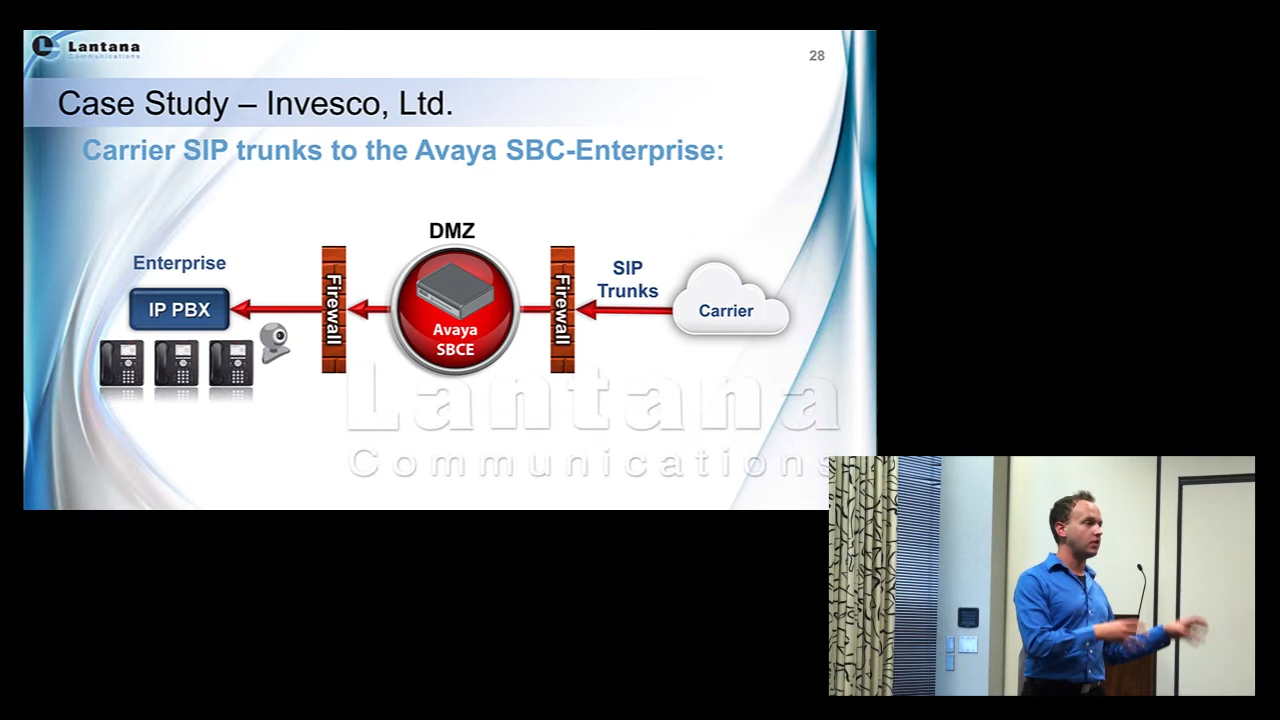 Lantana
Communications
28
Case Study – Invesco, Ltd.
Carrier SIP trunks to the Avaya SBC-Enterprise:
DMZ
Enterprise
IP PBX
Firewall
Avaya
SBCE
Firewall
SIP
Trunks
Carrier
Lantana
Communications